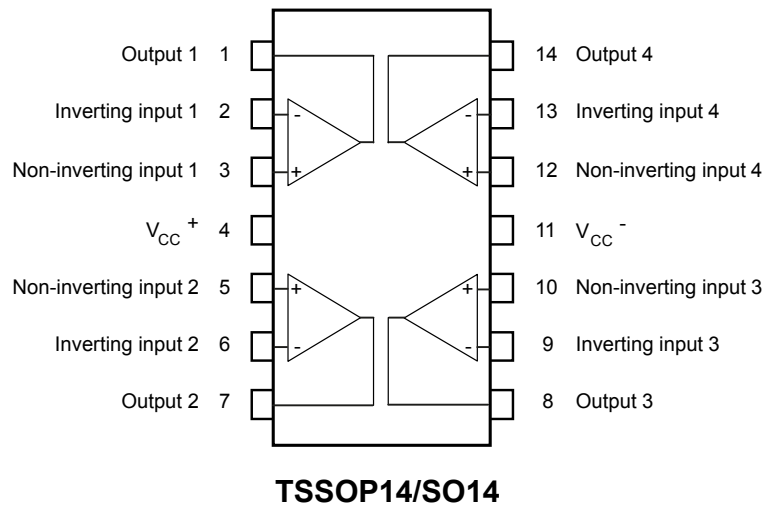 Output 1 1 14 Output 4
Inverting input 1 2 - - 13 Inverting input 4
Non-inverting input 1 3 + + 12 Non-inverting input 4
VCC + 4 11 VCC -
Non-inverting input 2 5 + + 10 Non-inverting input 3
Inverting input 2 6 - - 9 Inverting input 3
Output 2 7 8 Output 3
TSSOP14/SO14